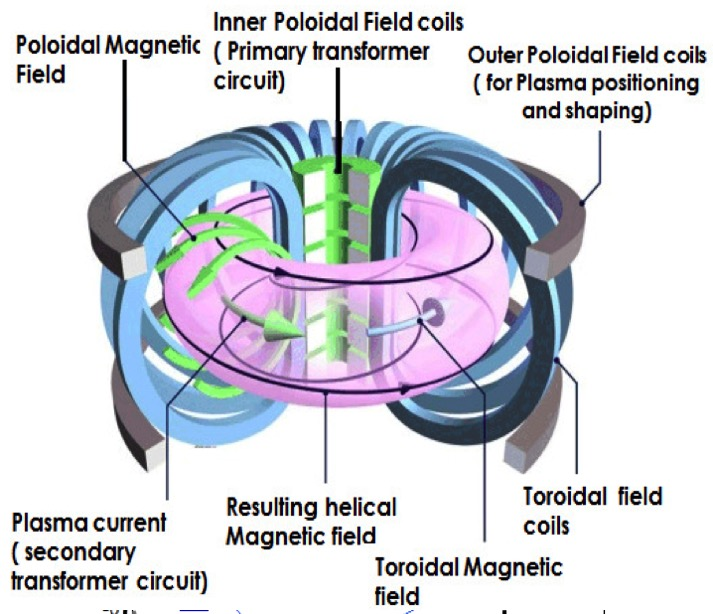 Inner Poloidal Field coils
( Primary transformer
circuit)
Poloidal Magnetic
Field
Outer Poloidal Field coils
( for Plasma positioning
and shaping)
Plasma current
( secondary
transformer circuit)
Resulting helical
Magnetic field
Toroidal Magnetic
field
Toroidal field
coils